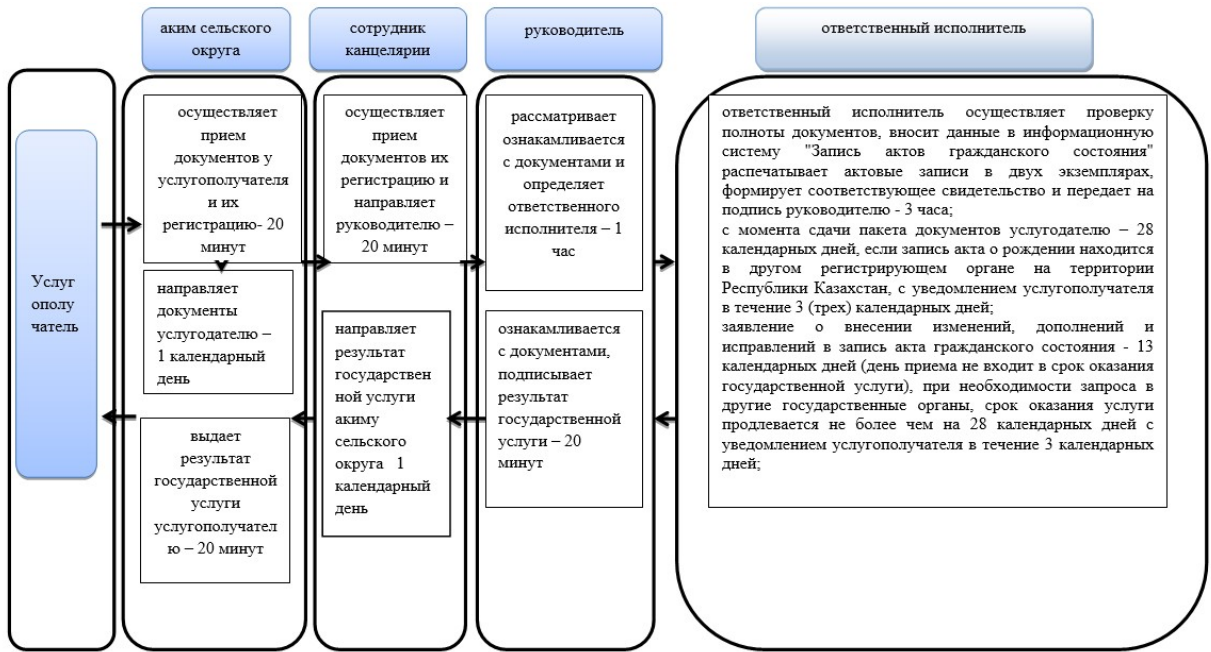 аким сельского
округа
сотрудник
канцелярии
руководитель
ответственный исполнитель
Услуг
ополу
чатель
осуществляет
прием
документов у
услугополучателя
и их
регистрацию- 20
минут
направляет
документы
услугодателю –
1 календарный
день
выдает
результат
государственной
услуги
услугополучател
ю – 20 минут
осуществляет
прием
документов их
регистрацию и
направляет
руководителю –
20 минут
направляет
результат
государствен
ной услуги
акиму
сельского
округа 1
календарный
день
рассматривает
ознакамливается
с документами и
определяет
ответственного
исполнителя – 1
час
ознакамливается
с документами,
подписывает
результат
государственной
услуги – 20
минут
ответственный исполнитель осуществляет проверку
полноты документов, вносит данные в информационную
систему "Запись актов гражданского состояния"
распечатывает актовые записи в двух экземплярах,
формирует соответствующее свидетельство и передает на
подпись руководителю - 3 часа;
с момента сдачи пакета документов услугодателю – 28
календарных дней, если запись акта о рождении находится
в другом регистрирующем органе на территории
Республики Казахстан, с уведомлением услугополучателя
в течение 3 (трех) календарных дней;
заявление о внесении изменений, дополнений и
исправлений в запись акта гражданского состояния - 13
календарных дней (день приема не входит в срок оказания
государственной услуги), при необходимости запроса в
другие государственные органы, срок оказания услуги
продлевается не более чем на 28 календарных дней с
уведомлением услугополучателя в течение 3 календарных
дней;